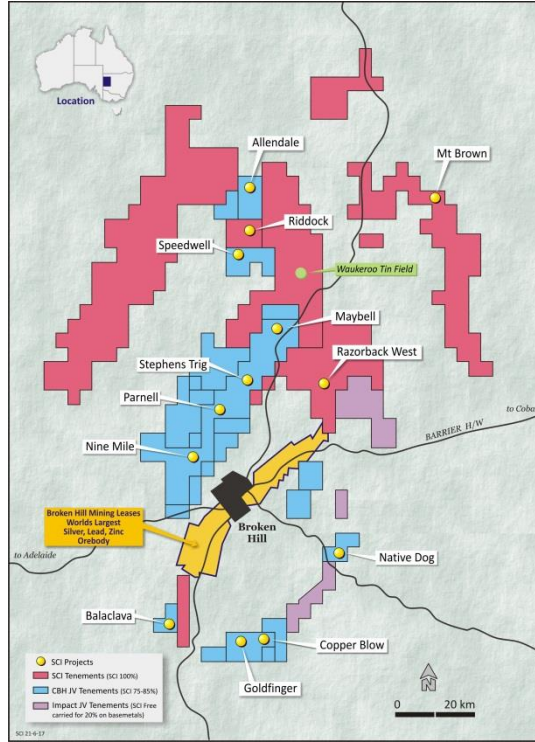 Location
Allendale
Mt Brown
Riddock
Speedwell
Waukeroo Tin Field
Maybell
Stephens Trig
Razorback West
Parnell
to Coba
BARRIER H/W
Nine Mile
Broken Hill Mining Leases
Worlds Largest
Silver, Lead, Zinc
Orebody
Broken
Hill
to Adelaide
Native Dog
Balaclava
Copper Blow
Goldfinger
SCI Projects
SCI Tenements (SCI 100%)
CBH JV Tenements (SCI 75-85%)
Impact JV Tenements (SCI Free
carried for 20% on basemetals)
N
0 20 km
SCI 21-6-17